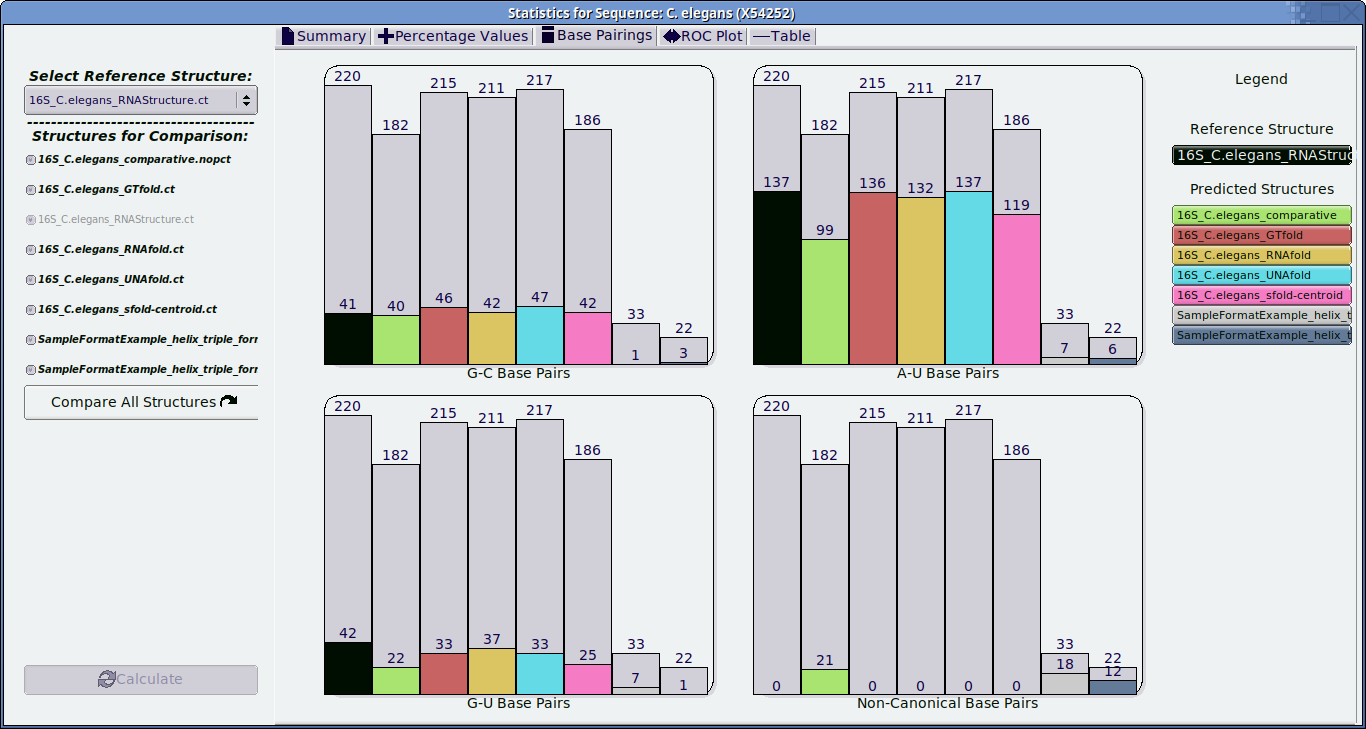 Statistics for Sequence: C. elegans (X54252)
Summary
Percentage Values
Base Pairings
ROC Plot
Table
Select Reference Structure:
16S_C.elegans_RNAStructure.ct
Structures for Comparison:
16S_C.elegans_comparative.nopct
16S_C.elegans_GTfold.ct
16S_C.elegans_RNAStructure.ct
16S_C.elegans_RNAfold.ct
16S_C.elegans_UNAfold.ct
16S_C.elegans_sfold-centroid.ct
SampleFormatExample_helix_triple_forr
SampleFormatExample_helix_triple_forr
Compare All Structures
Calculate
220 182 215 211 217 186 33 22
41 40 46 42 47 42 1 3
G-C Base Pairs
220 182 215 211 217 186 33 22
137 99 136 132 137 119 7 6
A-U Base Pairs
220 182 215 211 217 186 33 22
42 22 33 37 33 25 7 1
G-U Base Pairs
220 182 215 211 217 186 33 22
0 21 0 0 0 0 18 12
Non-Canonical Base Pairs
Legend
Reference Structure
16S_C.elegans_RNAStruc
Predicted Structures
16S_C.elegans_comparative
16S_C.elegans_GTfold
16S_C.elegans_RNAfold
16S_C.elegans_UNAfold
16S_C.elegans_sfold-centroid
SampleFormatExample_helix_t
SampleFormatExample_helix_t